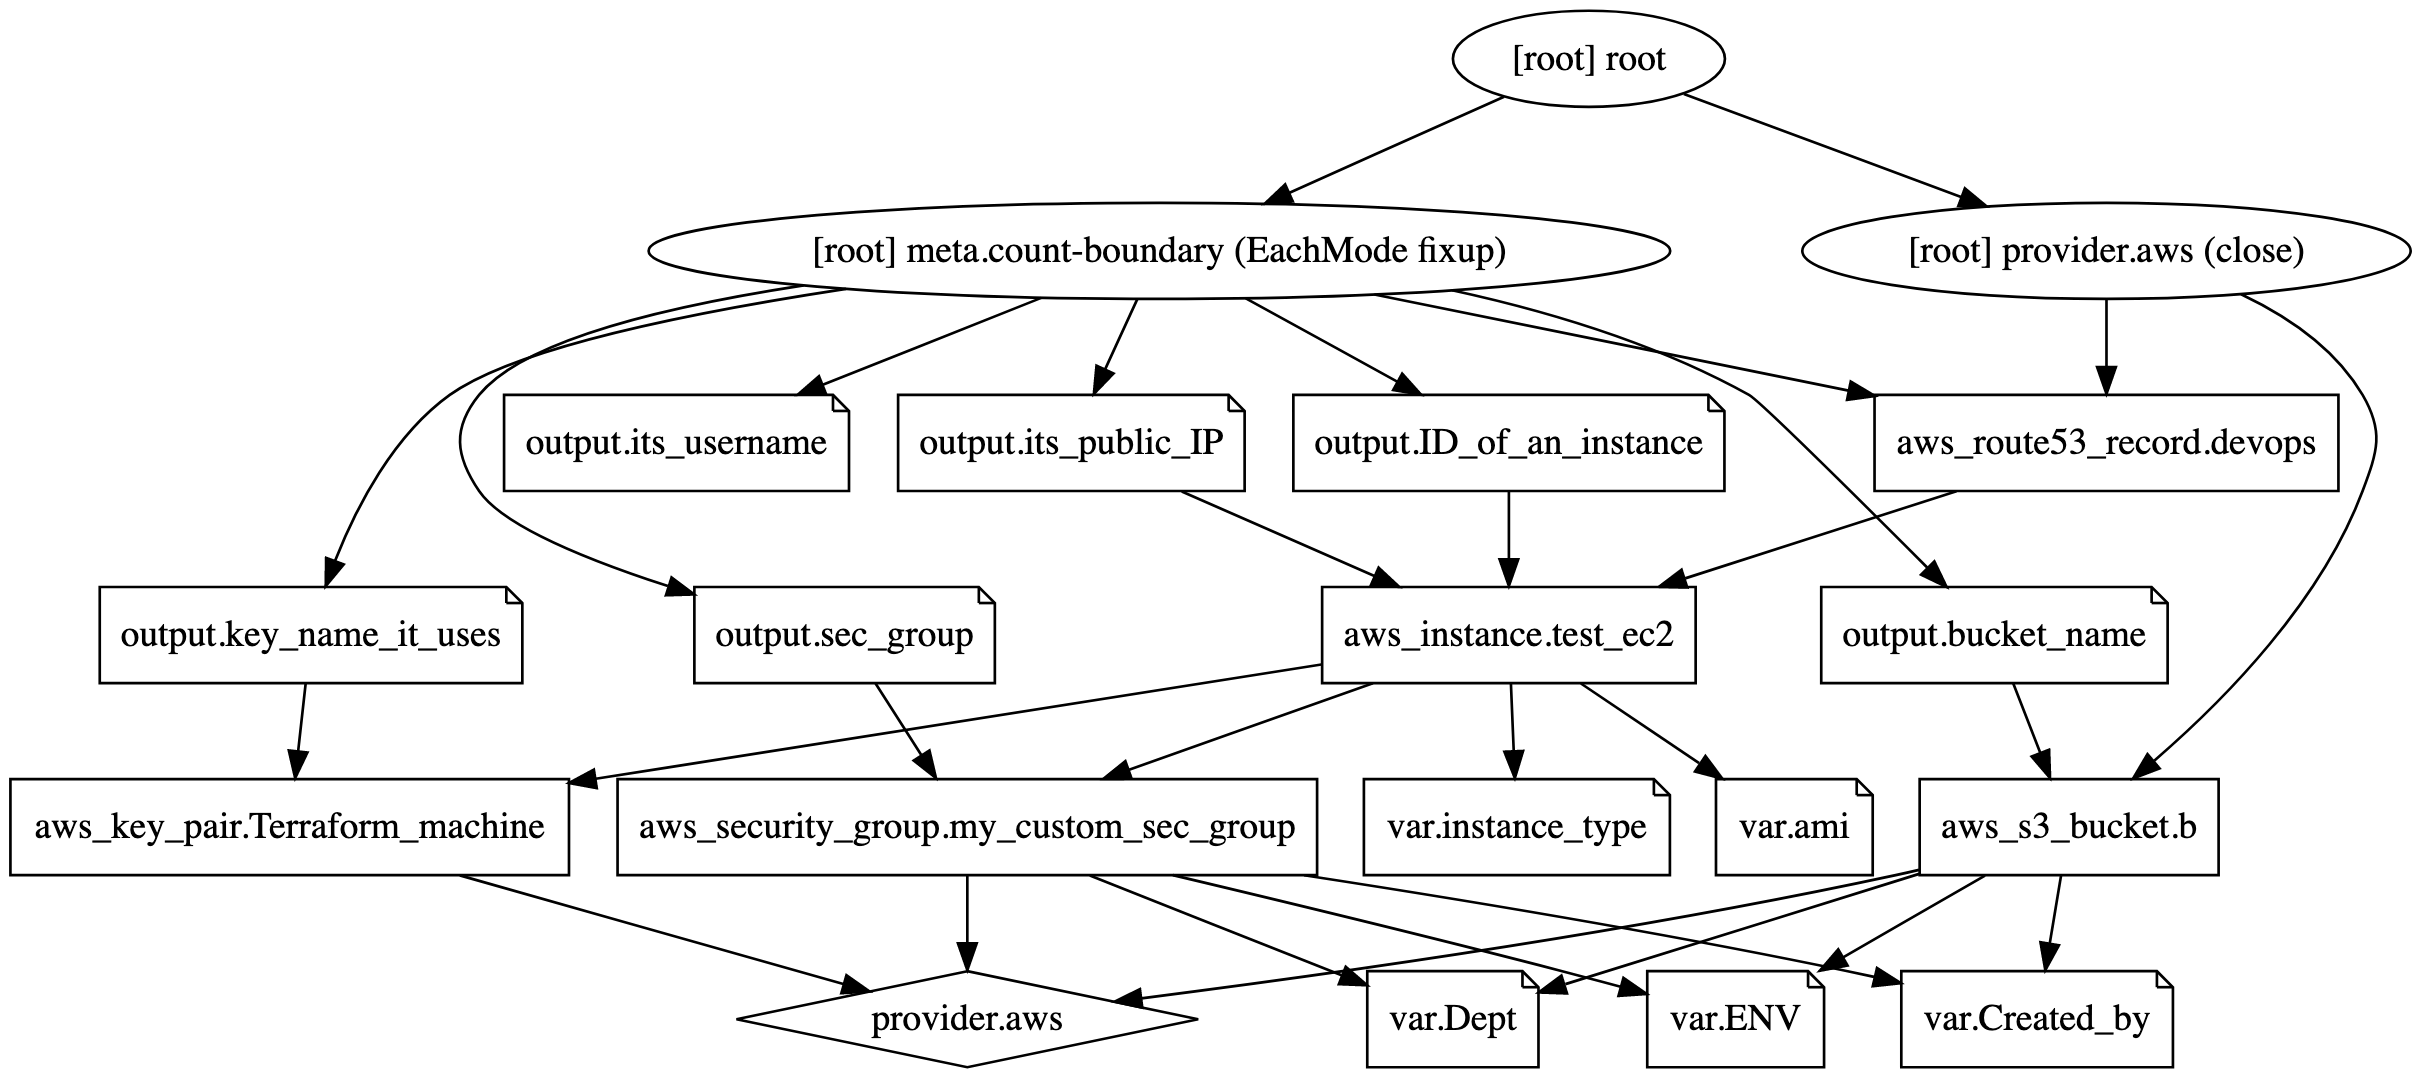 [root] root
[root] meta.count-boundary (EachMode fixup)
[root] provider.aws (close)
output.its_username
output.its_public_IP
output.ID_of_an_instance
aws_route53_record.devops
output.key_name_it_uses
output.sec_group
aws_instance.test_ec2
output.bucket_name
aws_key_pair.Terraform_machine
aws_security_group.my_custom_sec_group
var.instance_type
var.ami
aws_s3_bucket.b
provider.aws
var.Dept
var.ENV
var.Created_by